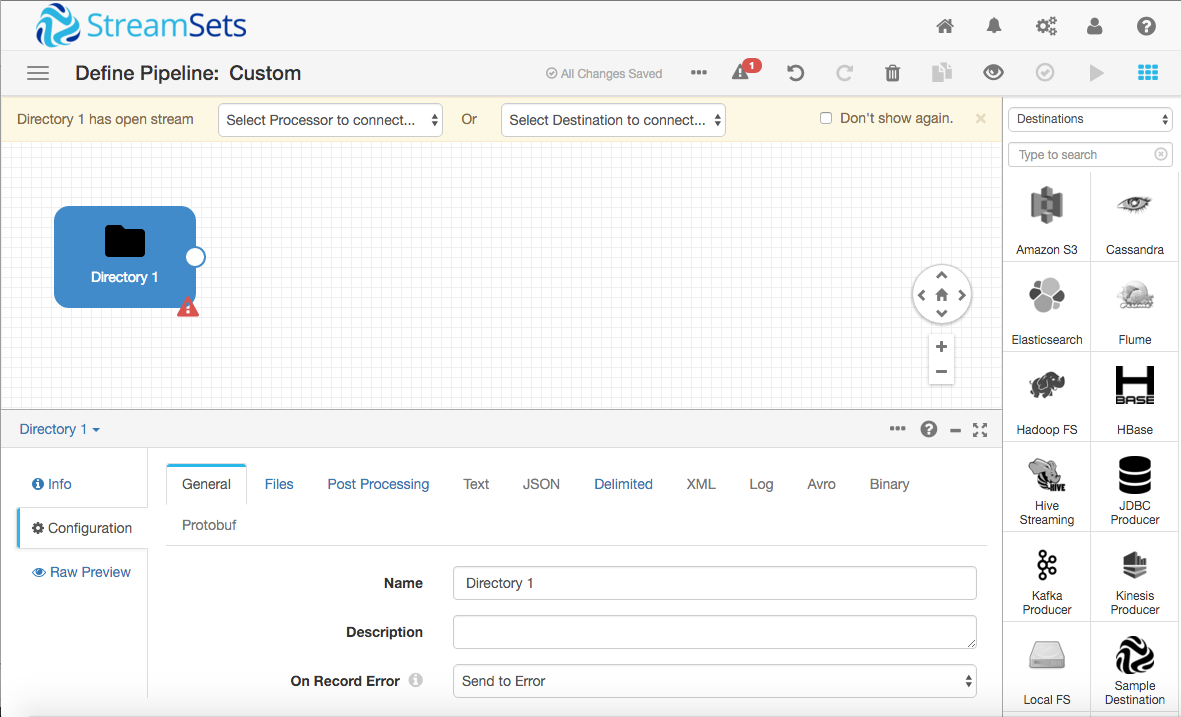 StreamSets
Define Pipeline: Custom
All Changes Saved
1
Directory 1 has open stream
Select Processor to connect...
Or
Select Destination to connect...
Don't show again.
Destinations
Type to search
Directory 1
Amazon S3
Cassandra
Elasticsearch
Flume
Hadoop FS
HBase
Hive
Streaming
JDBC
Producer
Kafka
Producer
Kinesis
Producer
Local FS
Sample
Destination
Directory 1
Info
Configuration
Raw Preview
General
Files
Post Processing
Text
JSON
Delimited
XML
Log
Avro
Binary
Protobuf
Name
Directory 1
Description
On Record Error
Send to Error
H
BASE
HIVE